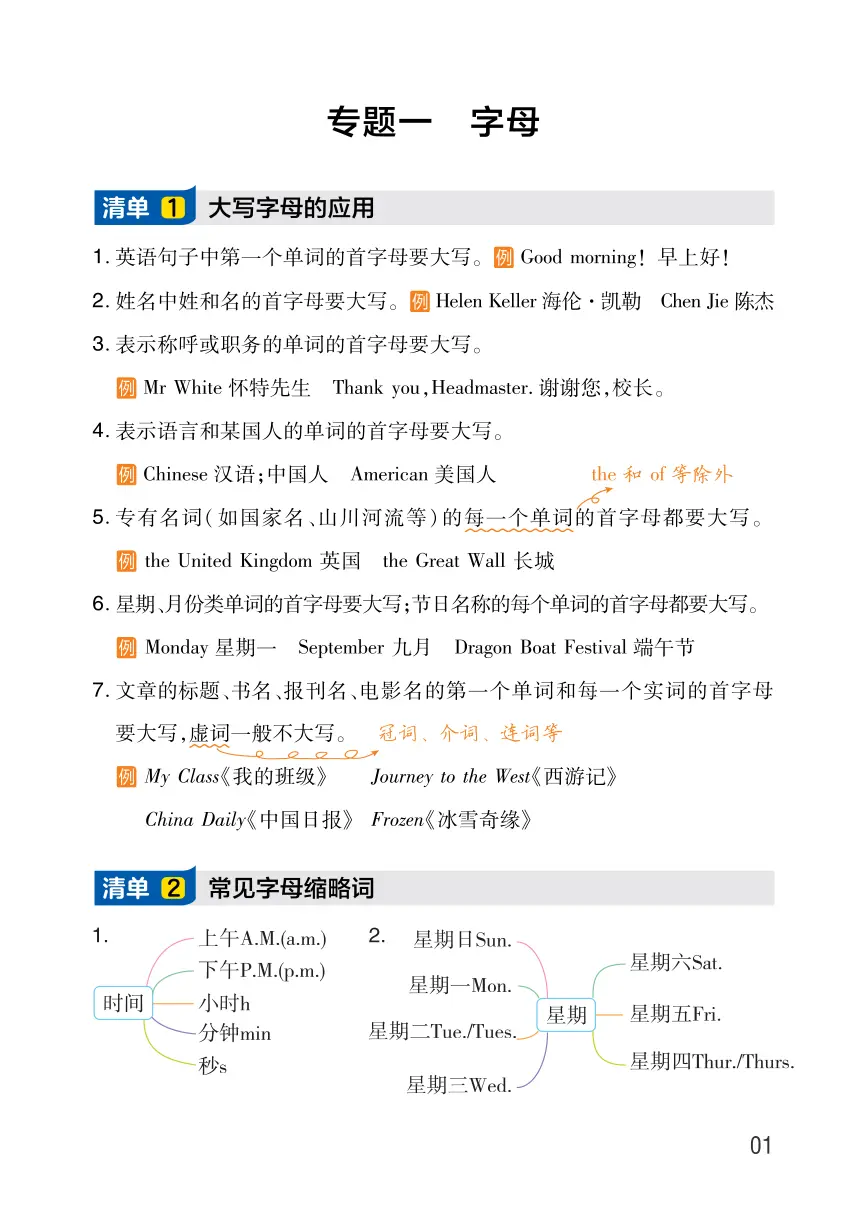 专题一 字母
清单 1 大写字母的应用
1. 英语句子中第一个单词的首字母要大写。例 Good morning! 早上好!
2. 姓名中姓和名的首字母要大写。例 Helen Keller 海伦·凯勒 Chen Jie 陈杰
3. 表示称呼或职务的单词的首字母要大写。
例 Mr White 怀特先生 Thank you,Headmaster. 谢谢您,校长。
4. 表示语言和某国人的单词的首字母要大写。
例 Chinese 汉语;中国人 American 美国人 the 和 of 等除外
5. 专有名词(如国家名、山川河流等)的每一个单词的首字母都要大写。
例 the United Kingdom 英国 the Great Wall 长城
6. 星期、月份类单词的首字母要大写;节日名称的每个单词的首字母都要大写。
例 Monday 星期一 September 九月 Dragon Boat Festival 端午节
7. 文章的标题、书名、报刊名、电影名的第一个单词和每一个实词的首字母
要大写,虚词一般不大写。 冠词、介词、连词等
例 My Class《我的班级》 Journey to the West《西游记》
China Daily《中国日报》 Frozen《冰雪奇缘》
清单 2 常见字母缩略词
1.
时间
上午A.M.(a.m.)
下午P.M.(p.m.)
小时h
分钟min
秒s
2.
星期
星期日Sun.
星期一Mon.
星期二Tue./Tues.
星期三Wed.
星期六Sat.
星期五Fri.
星期四Thur./Thurs.
01